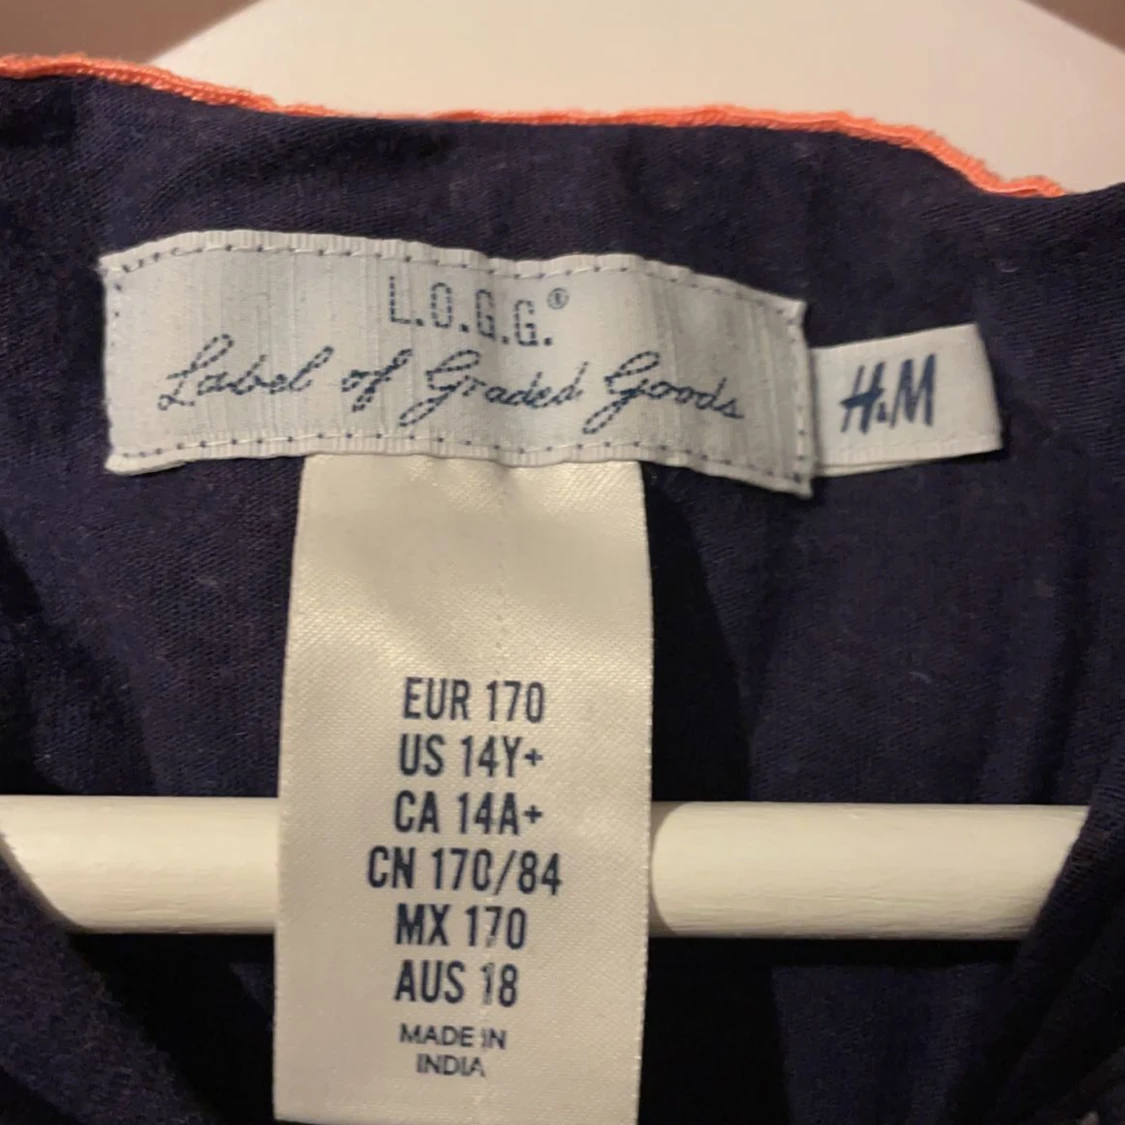 L.O.G.G.®
Label of Graded Goods
H&M
EUR 170
US 14Y+
CA 14A+
CN 170/84
MX 170
AUS 18
MADE IN
INDIA